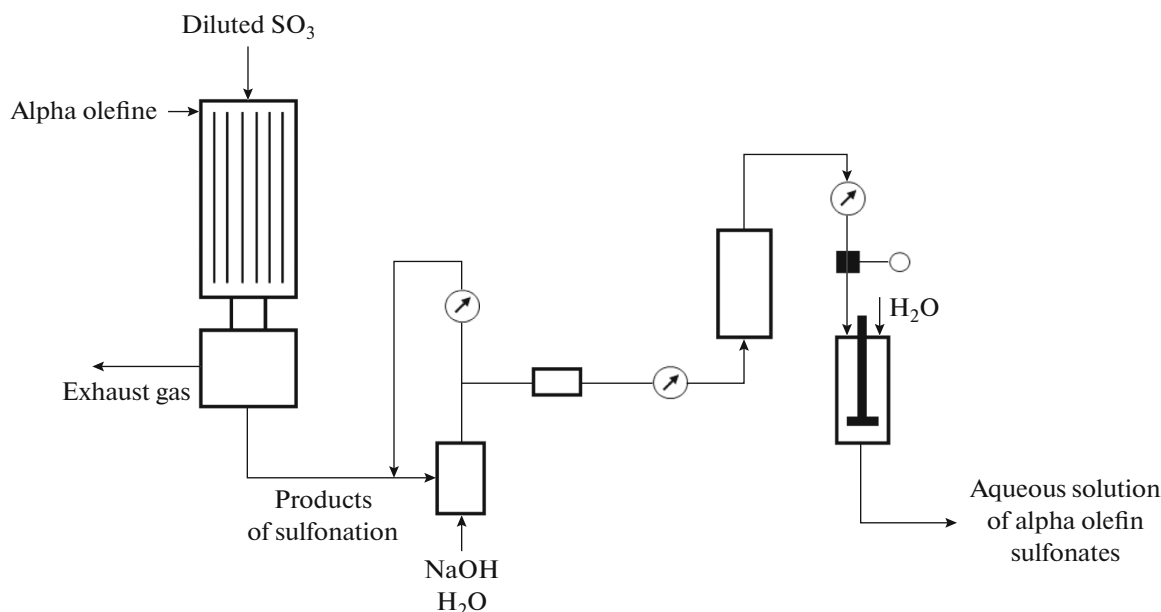 Diluted SO₃
Alpha olefine
H₂O
Exhaust gas
Products
of sulfonation
NaOH
H₂O
Aqueous solution
of alpha olefin
sulfonates